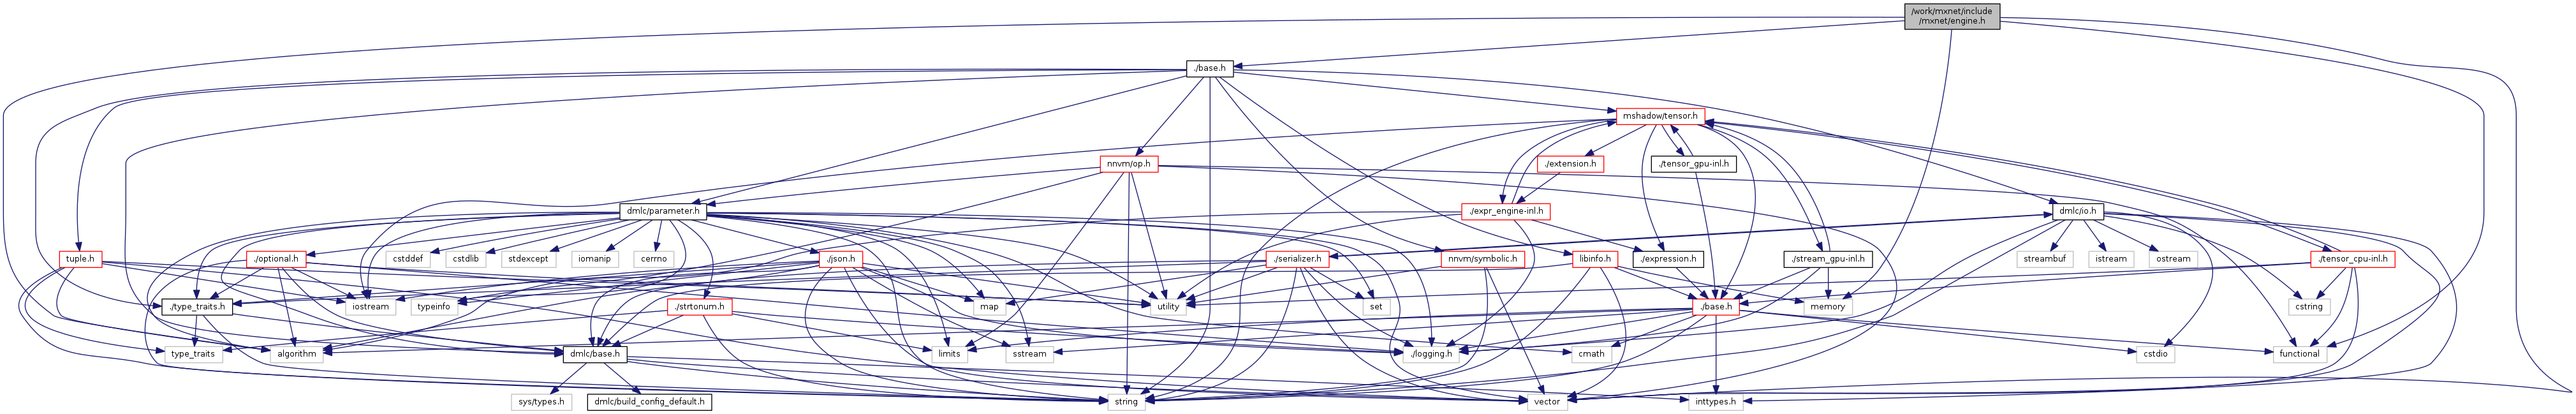 /work/mxnet/include
/mxnet/engine.h
./base.h
mshadow/tensor.h
nnvm/op.h
./extension.h
./tensor_gpu-inl.h
dmlc/parameter.h
./expr_engine-inl.h
dmlc/io.h
tuple.h
./optional.h
cstddef
cstdlib
stdexcept
iomanip
cerrno
./json.h
./serializer.h
nnvm/symbolic.h
libinfo.h
./expression.h
./stream_gpu-inl.h
streambuf
istream
ostream
./tensor_cpu-inl.h
./type_traits.h
iostream
typeinfo
./strtonum.h
map
utility
set
./base.h
memory
cstring
type_traits
algorithm
dmlc/base.h
limits
sstream
./logging.h
cmath
cstdio
functional
sys/types.h
dmlc/build_config_default.h
string
vector
inttypes.h